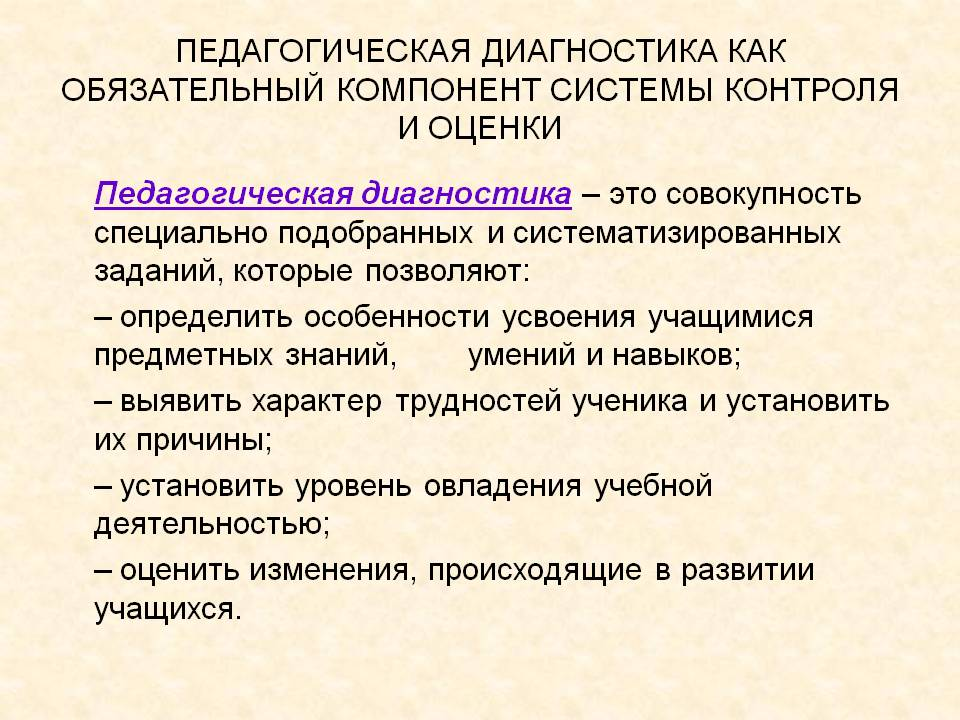 ПЕДАГОГИЧЕСКАЯ ДИАГНОСТИКА КАК
ОБЯЗАТЕЛЬНЫЙ КОМПОНЕНТ СИСТЕМЫ КОНТРОЛЯ
И ОЦЕНКИ
Педагогическая диагностика – это совокупность
специально подобранных и систематизированных
заданий, которые позволяют:
– определить особенности усвоения учащимися
предметных знаний, умений и навыков;
– выявить характер трудностей ученика и установить
их причины;
– установить уровень овладения учебной
деятельностью;
– оценить изменения, происходящие в развитии
учащихся.